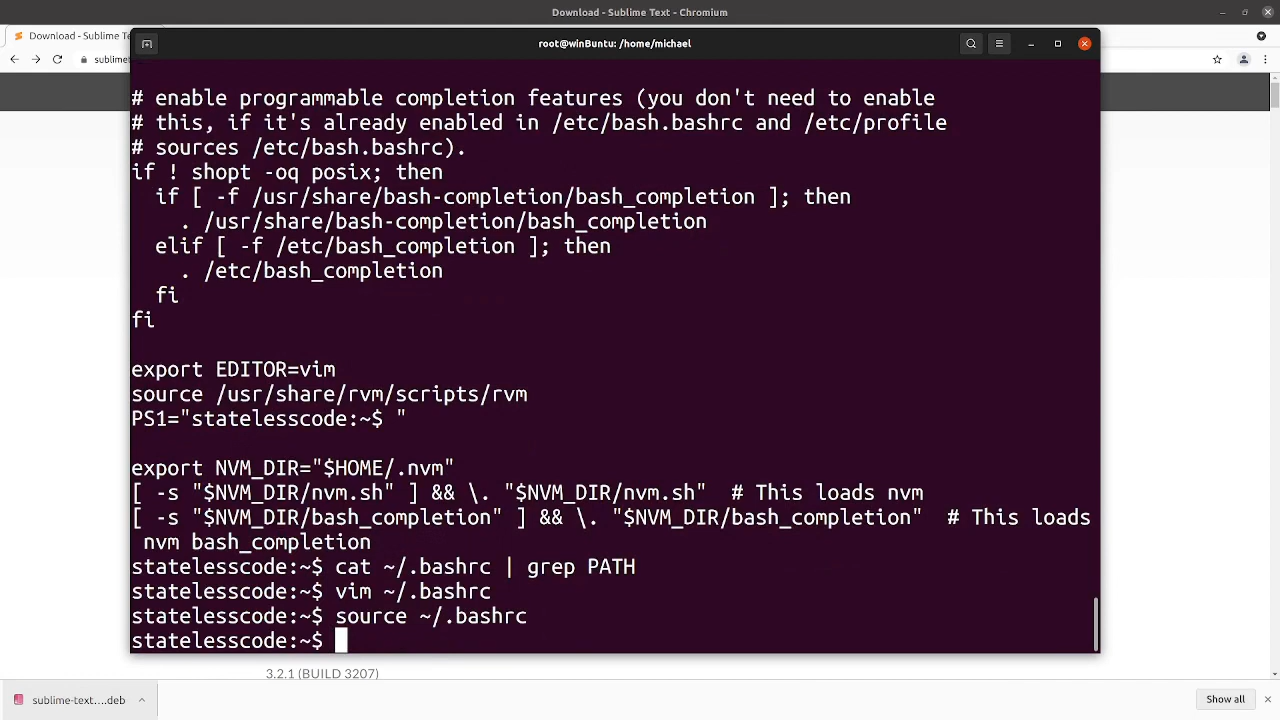 Download - Sublime Text - Chromium
Download - Sublime Te
sublimet
root@winBuntu: /home/michael
# enable programmable completion features (you don't need to enable
# this, if it's already enabled in /etc/bash.bashrc and /etc/profile
# sources /etc/bash.bashrc).
if ! shopt -oq posix; then
  if [ -f /usr/share/bash-completion/bash_completion ]; then
    . /usr/share/bash-completion/bash_completion
  elif [ -f /etc/bash_completion ]; then
    . /etc/bash_completion
  fi
fi
export EDITOR=vim
source /usr/share/rvm/scripts/rvm
PS1="statelesscode:~$ "
export NVM_DIR="$HOME/.nvm"
[ -s "$NVM_DIR/nvm.sh" ] && \. "$NVM_DIR/nvm.sh"  # This loads nvm
[ -s "$NVM_DIR/bash_completion" ] && \. "$NVM_DIR/bash_completion"  # This loads
 nvm bash_completion
statelesscode:~$ cat ~/.bashrc | grep PATH
statelesscode:~$ vim ~/.bashrc
statelesscode:~$ source ~/.bashrc
statelesscode:~$
3.2.1 (BUILD 3207)
sublime-text....deb
Show all